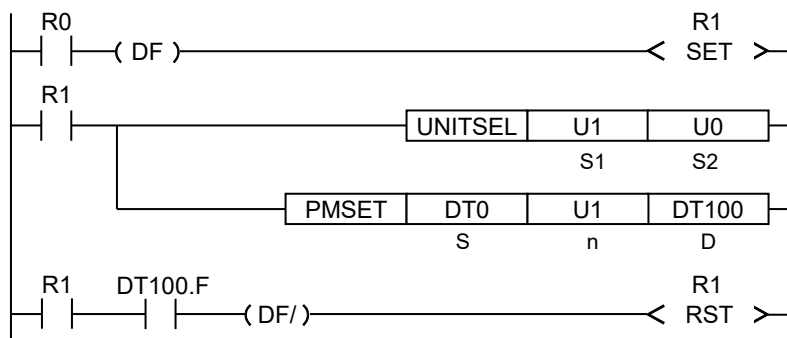 R0 R1
( DF ) < SET >
R1
UNITSEL U1 U0
S1 S2
PMSET DT0 U1 DT100
S n D
R1 DT100.F R1
( DF/ ) < RST >